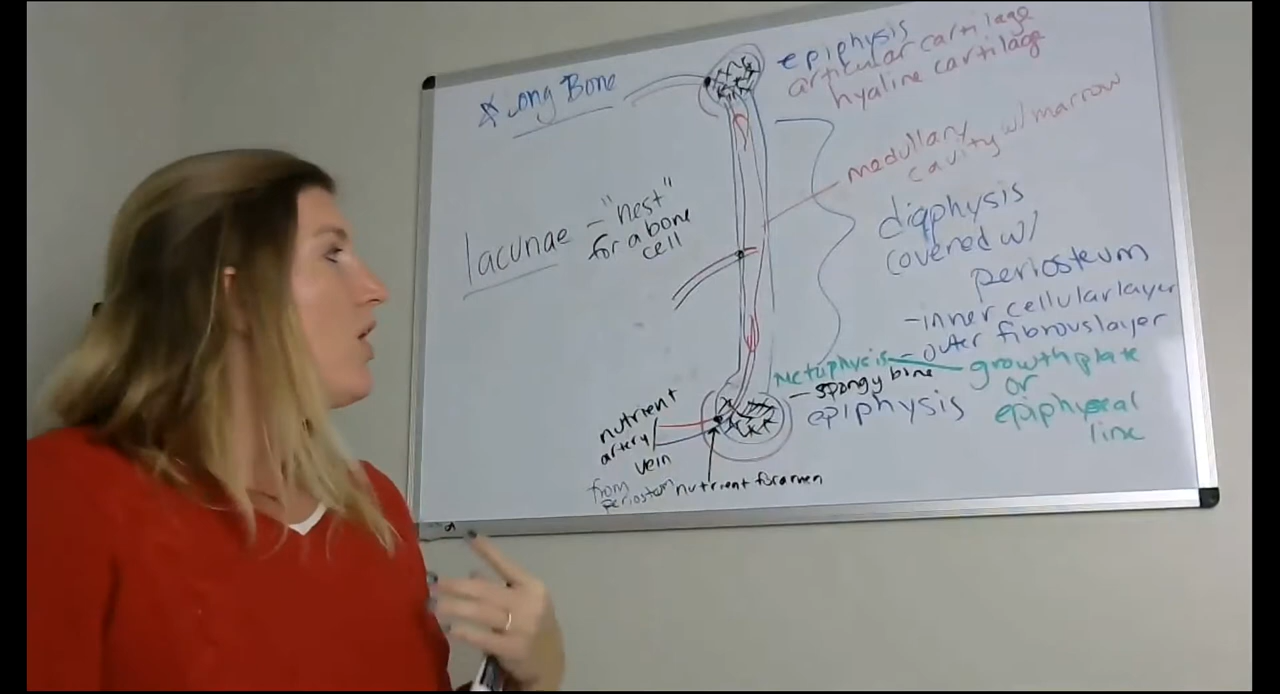 Long Bone
lacunae - "nest"
for a bone
cell
epiphysis
articular cartilage
hyaline cartilage
medullary
cavity w/ marrow
diaphysis
covered w/
periosteum
- inner cellular layer
- outer fibrous layer
Metaphysis
growth plate
or
epiphyseal
line
- spongy bone
epiphysis
nutrient
artery/
vein
from
periosteum
nutrient foramen